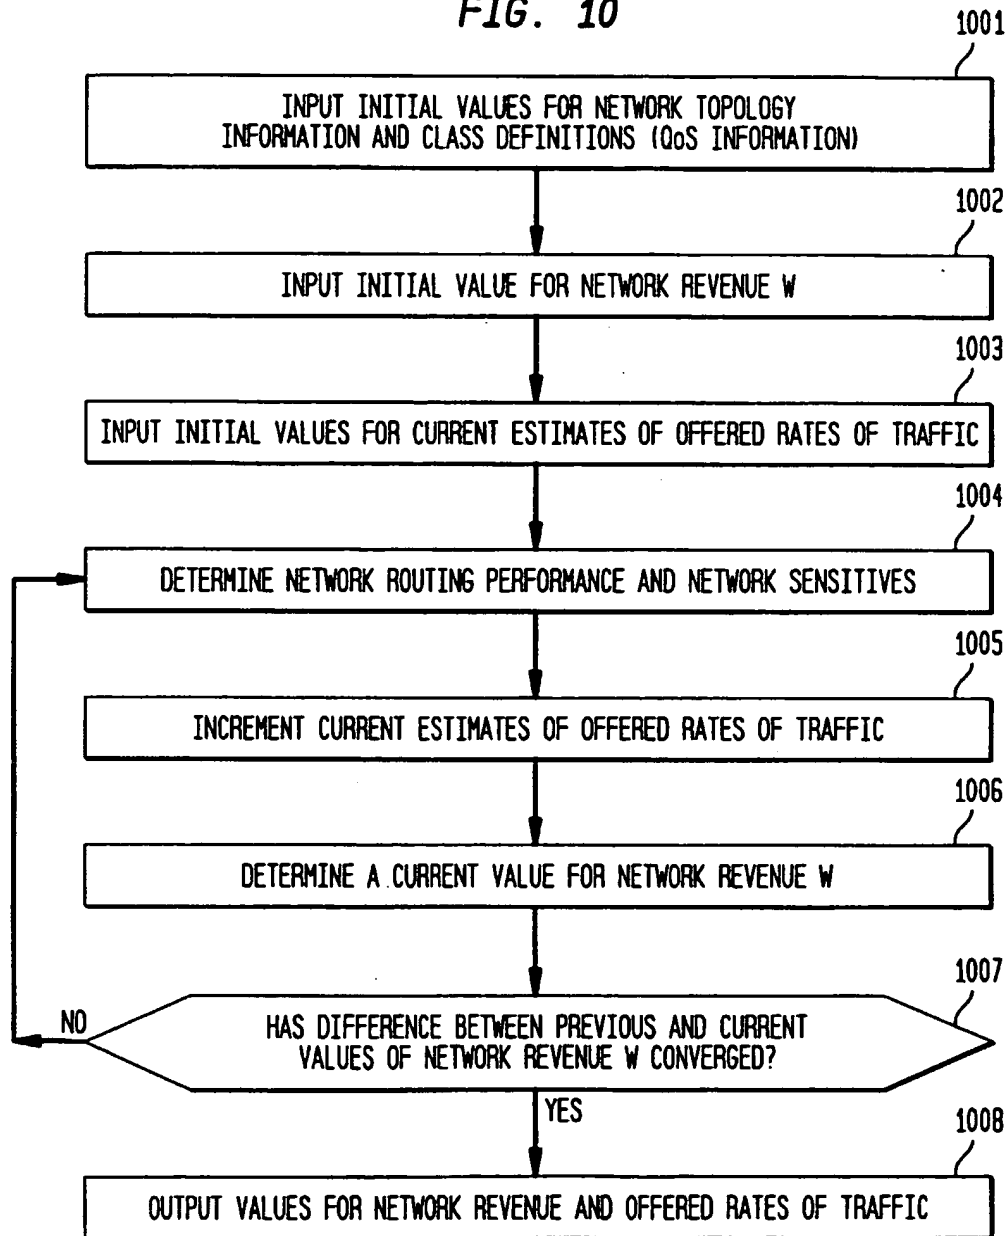 FIG. 10
1001
INPUT INITIAL VALUES FOR NETWORK TOPOLOGY
INFORMATION AND CLASS DEFINITIONS (QoS INFORMATION)
1002
INPUT INITIAL VALUE FOR NETWORK REVENUE W
1003
INPUT INITIAL VALUES FOR CURRENT ESTIMATES OF OFFERED RATES OF TRAFFIC
1004
DETERMINE NETWORK ROUTING PERFORMANCE AND NETWORK SENSITIVES
1005
INCREMENT CURRENT ESTIMATES OF OFFERED RATES OF TRAFFIC
1006
DETERMINE A CURRENT VALUE FOR NETWORK REVENUE W
1007
NO
HAS DIFFERENCE BETWEEN PREVIOUS AND CURRENT
VALUES OF NETWORK REVENUE W CONVERGED?
YES
1008
OUTPUT VALUES FOR NETWORK REVENUE AND OFFERED RATES OF TRAFFIC